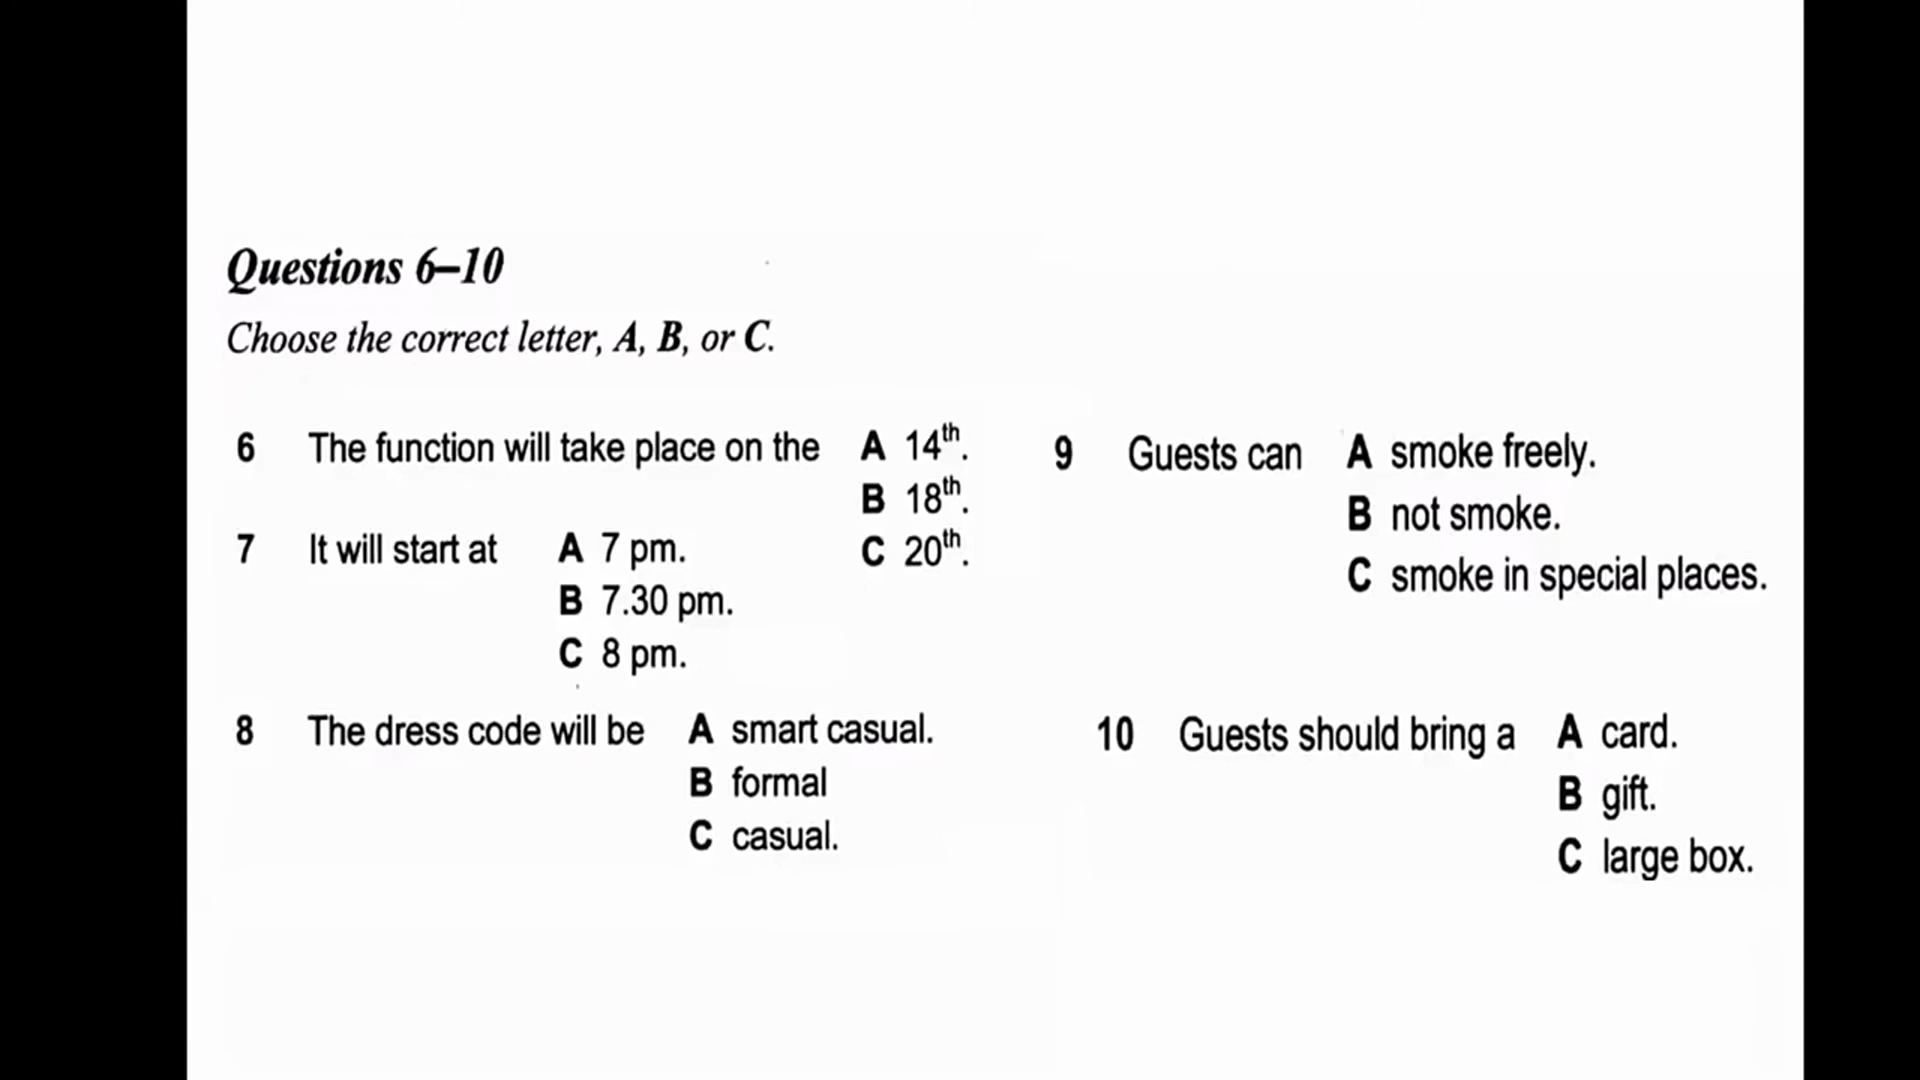 Questions 6–10
Choose the correct letter, A, B, or C.
6 The function will take place on the A 14th.
B 18th.
C 20th.
7 It will start at A 7 pm.
B 7.30 pm.
C 8 pm.
8 The dress code will be A smart casual.
B formal
C casual.
9 Guests can A smoke freely.
B not smoke.
C smoke in special places.
10 Guests should bring a A card.
B gift.
C large box.